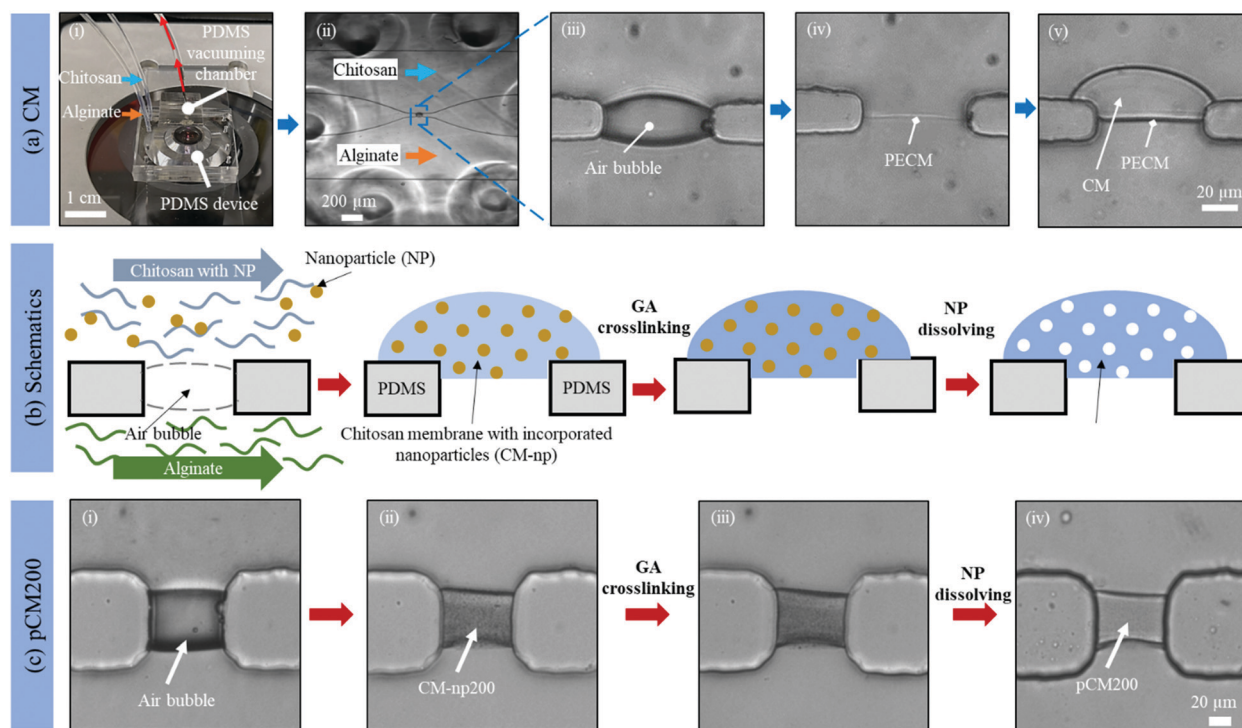 (a) CM
(i)
PDMS
vacuuming
chamber
Chitosan
Alginate
1 cm
PDMS device
(ii)
Chitosan
Alginate
200 µm
(iii)
Air bubble
(iv)
PECM
(v)
CM
PECM
20 µm
(b) Schematics
Chitosan with NP
Nanoparticle (NP)
Air bubble
Alginate
PDMS
PDMS
Chitosan membrane with incorporated
nanoparticles (CM-np)
GA
crosslinking
NP
dissolving
(c) pCM200
(i)
Air bubble
(ii)
CM-np200
GA
crosslinking
(iii)
NP
dissolving
(iv)
pCM200
20 µm